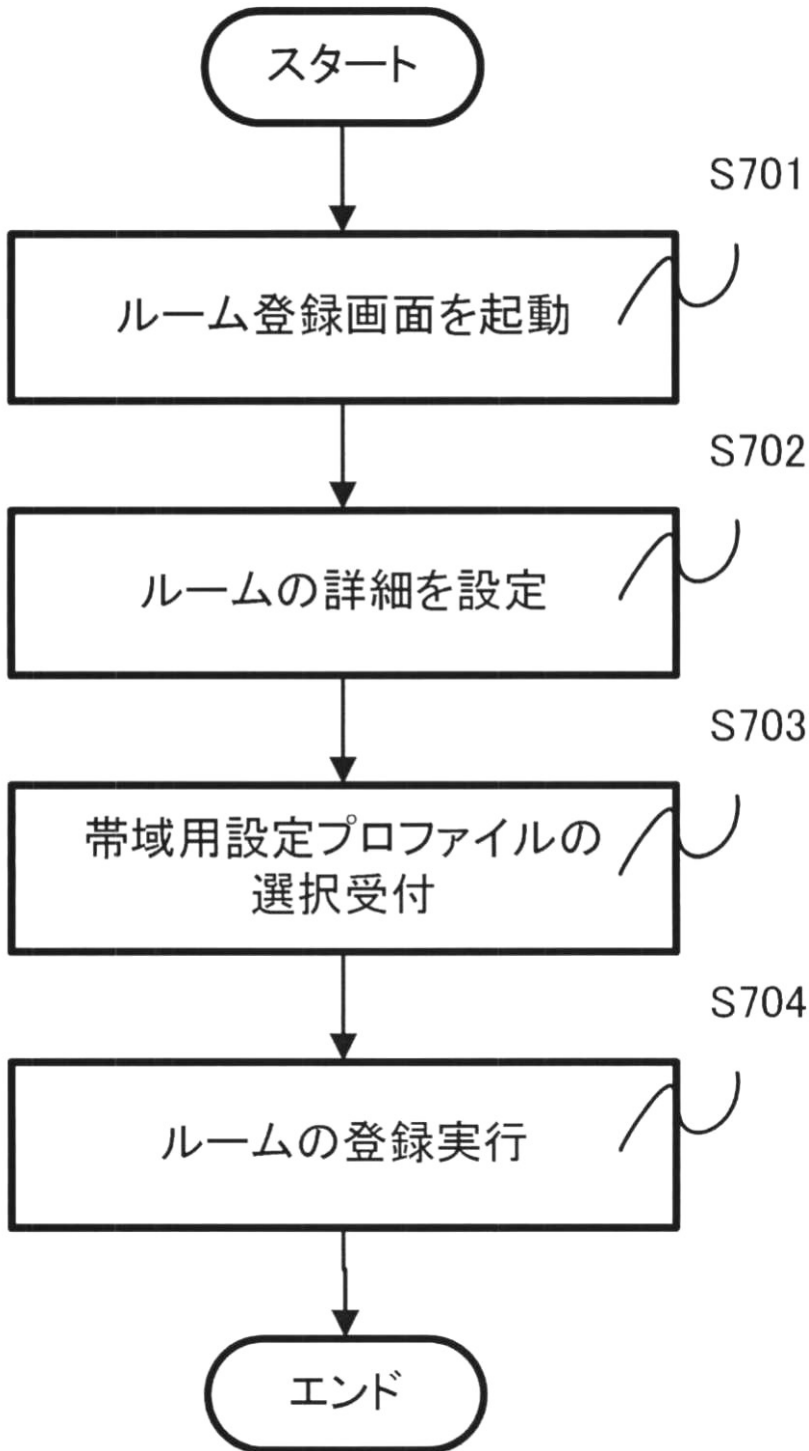 スタート
S701
ルーム登録画面を起動
S702
ルームの詳細を設定
S703
帯域用設定プロファイルの
選択受付
S704
ルームの登録実行
エンド